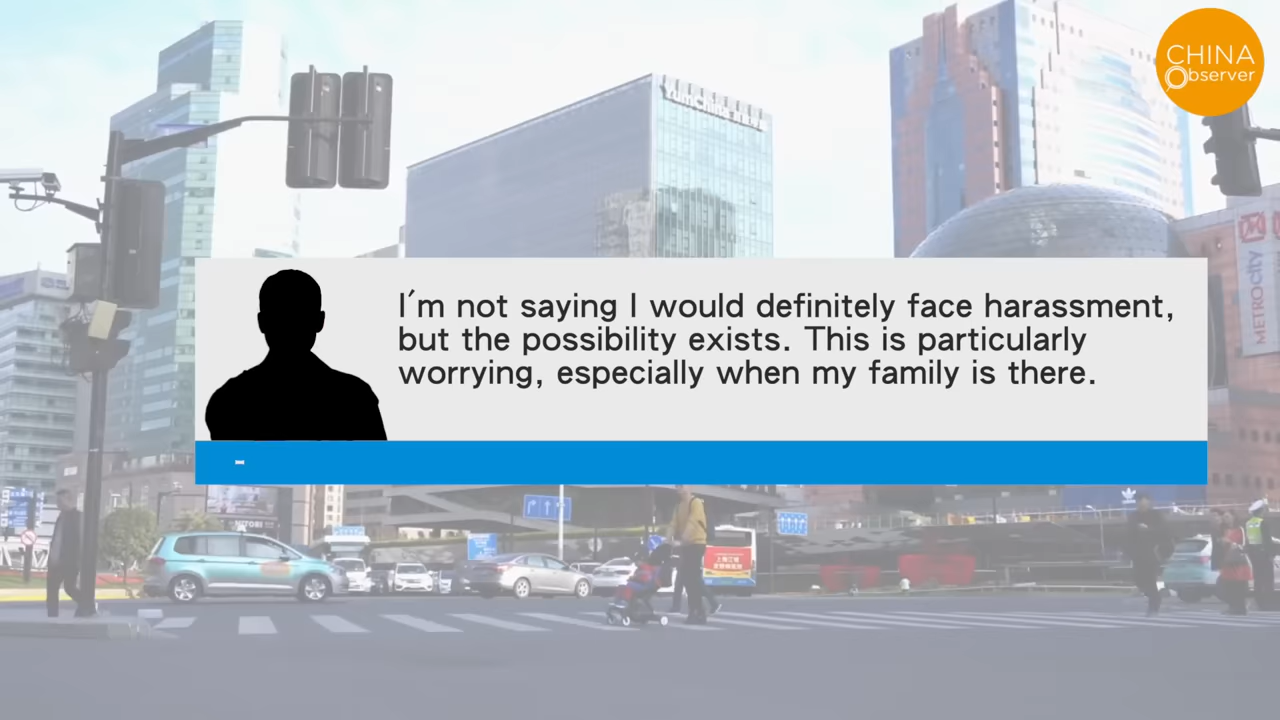 CHINA
Observer
YumChina
METROCITY
I'm not saying I would definitely face harassment,
but the possibility exists. This is particularly
worrying, especially when my family is there.
-